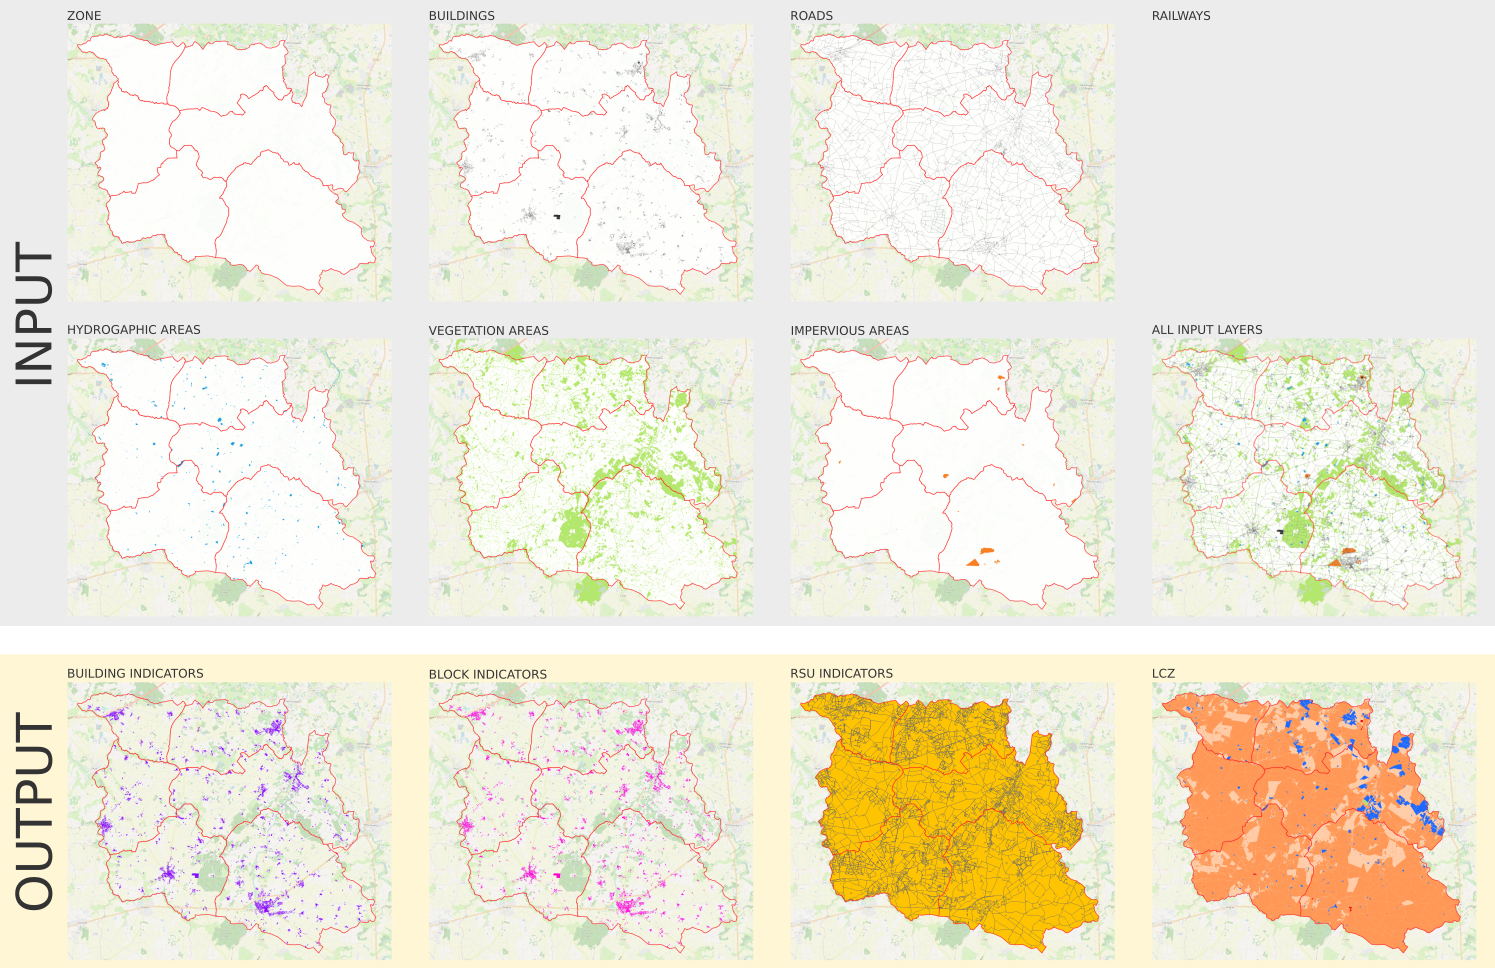 INPUT
ZONE
BUILDINGS
ROADS
RAILWAYS
HYDROGAPHIC AREAS
VEGETATION AREAS
IMPERVIOUS AREAS
ALL INPUT LAYERS
OUTPUT
BUILDING INDICATORS
BLOCK INDICATORS
RSU INDICATORS
LCZ